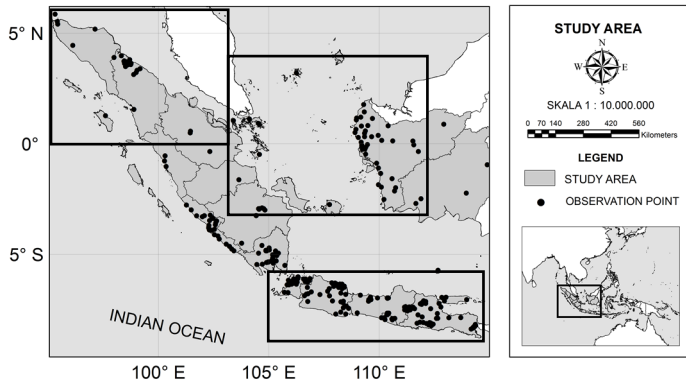 5° N
0°
5° S
100° E
105° E
110° E
INDIAN OCEAN
STUDY AREA
N
W E
S
SKALA 1 : 10.000.000
0 70 140 280 420 560
Kilometers
LEGEND
STUDY AREA
OBSERVATION POINT